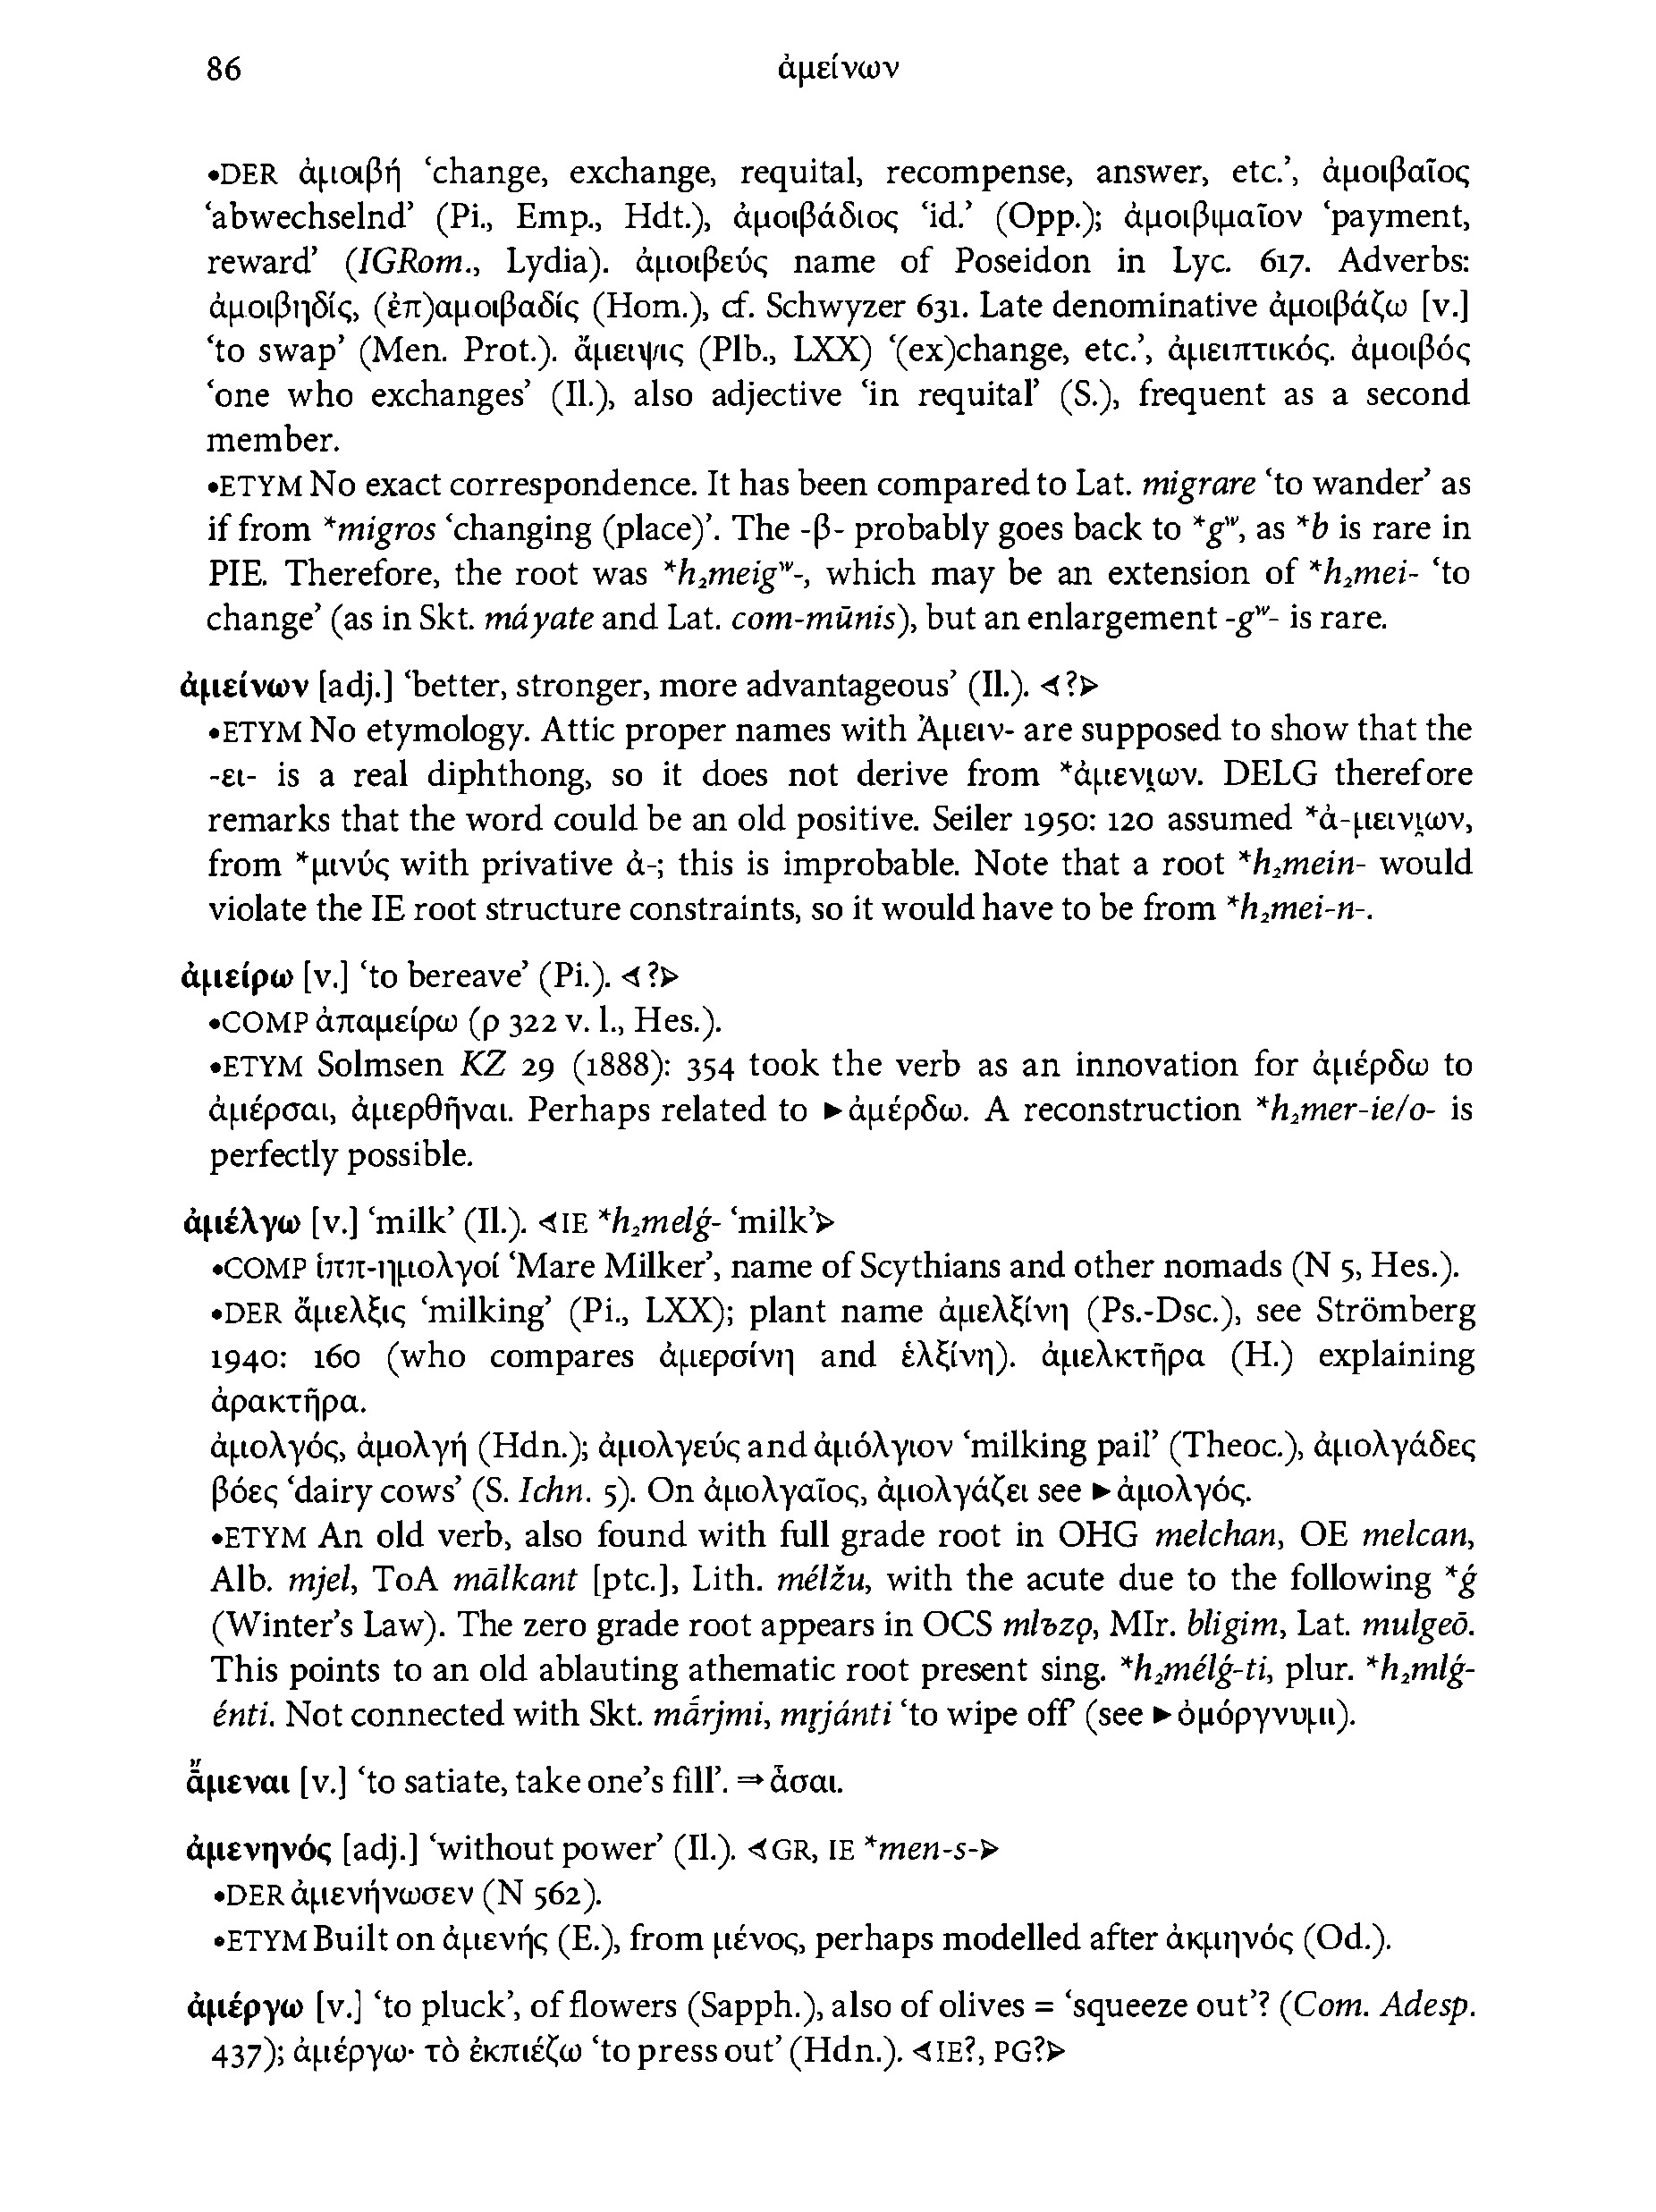 86 ἀμείνων
•DER ἀμοιβή ‘change, exchange, requital, recompense, answer, etc.’, ἀμοιβαῖος
‘abwechselnd’ (Pi., Emp., Hdt.), ἀμοιβάδιος ‘id.’ (Opp.); ἀμοιβιμαῖον ‘payment,
reward’ (IGRom., Lydia). ἀμοιβεύς name of Poseidon in Lyc. 617. Adverbs:
ἀμοιβηδίς, (ἐπ)αμοιβαδίς (Hom.), cf. Schwyzer 631. Late denominative ἀμοιβάζω [v.]
‘to swap’ (Men. Prot.). ἄμειψις (Plb., LXX) ‘(ex)change, etc.’, ἀμειπτικός. ἀμοιβός
‘one who exchanges’ (Il.), also adjective ‘in requital’ (S.), frequent as a second
member.
•ETYM No exact correspondence. It has been compared to Lat. migrare ‘to wander’ as
if from *migros ‘changing (place)’. The -β- probably goes back to *gʷ, as *b is rare in
PIE. Therefore, the root was *h₂meigʷ-, which may be an extension of *h₂mei- ‘to
change’ (as in Skt. máyate and Lat. com-mūnis), but an enlargement -gʷ- is rare.
ἀμείνων [adj.] ‘better, stronger, more advantageous’ (Il.). ⊲?⊳
•ETYM No etymology. Attic proper names with Ἀμειν- are supposed to show that the
-ει- is a real diphthong, so it does not derive from *ἀμενι̯ων. DELG therefore
remarks that the word could be an old positive. Seiler 1950: 120 assumed *ἀ-μεινι̯ων,
from *μινύς with privative ἀ-; this is improbable. Note that a root *h₂mein- would
violate the IE root structure constraints, so it would have to be from *h₂mei-n-.
ἀμείρω [v.] ‘to bereave’ (Pi.). ⊲?⊳
•COMP ἀπαμείρω (ρ 322 v. l., Hes.).
•ETYM Solmsen KZ 29 (1888): 354 took the verb as an innovation for ἀμέρδω to
ἀμέρσαι, ἀμερθῆναι. Perhaps related to ►ἀμέρδω. A reconstruction *h₂mer-ie/o- is
perfectly possible.
ἀμέλγω [v.] ‘milk’ (Il.). ⊲IE *h₂melǵ- ‘milk’⊳
•COMP ἱππ-ημολγοί ‘Mare Milker’, name of Scythians and other nomads (N 5, Hes.).
•DER ἄμελξις ‘milking’ (Pi., LXX); plant name ἀμελξίνη (Ps.-Dsc.), see Strömberg
1940: 160 (who compares ἀμερσίνη and ἑλξίνη). ἀμελκτῆρα (H.) explaining
ἀρακτῆρα.
ἀμολγός, ἀμολγή (Hdn.); ἀμολγεύς and ἀμόλγιον ‘milking pail’ (Theoc.), ἀμολγάδες
βόες ‘dairy cows’ (S. Ichn. 5). On ἀμολγαῖος, ἀμολγάζει see ►ἀμολγός.
•ETYM An old verb, also found with full grade root in OHG melchan, OE melcan,
Alb. mjel, ToA mālkant [ptc.], Lith. mélžu, with the acute due to the following *ǵ
(Winter’s Law). The zero grade root appears in OCS mlъzǫ, MIr. bligim, Lat. mulgeō.
This points to an old ablauting athematic root present sing. *h₂mélǵ-ti, plur. *h₂mlǵ-
énti. Not connected with Skt. mā́rjmi, mṛjánti ‘to wipe off’ (see ►ὀμόργνυμι).
ἄ̄μεναι [v.] ‘to satiate, take one’s fill’. ⇒ἆσαι.
ἀμενηνός [adj.] ‘without power’ (Il.). ⊲GR, IE *men-s-⊳
•DER ἀμενήνωσεν (N 562).
•ETYM Built on ἀμενής (E.), from μένος, perhaps modelled after ἀκμηνός (Od.).
ἀμέργω [v.] ‘to pluck’, of flowers (Sapph.), also of olives = ‘squeeze out’? (Com. Adesp.
437); ἀμέργω· τὸ ἐκπιέζω ‘to press out’ (Hdn.). ⊲IE?, PG?⊳